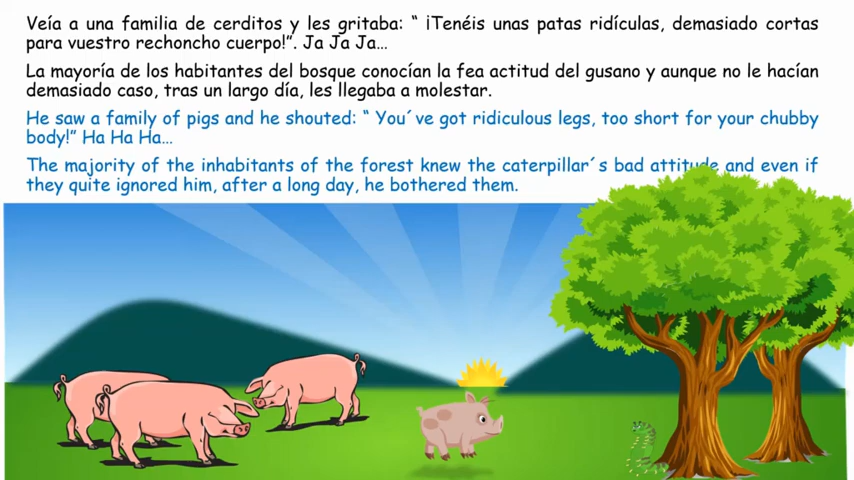 Veía a una familia de cerditos y les gritaba: “ ¡Tenéis unas patas ridículas, demasiado cortas
para vuestro rechoncho cuerpo!”. Ja Ja Ja…
La mayoría de los habitantes del bosque conocían la fea actitud del gusano y aunque no le hacían
demasiado caso, tras un largo día, les llegaba a molestar.
He saw a family of pigs and he shouted: “ You´ve got ridiculous legs, too short for your chubby
body!” Ha Ha Ha…
The majority of the inhabitants of the forest knew the caterpillar´s bad attitude and even if
they quite ignored him, after a long day, he bothered them.